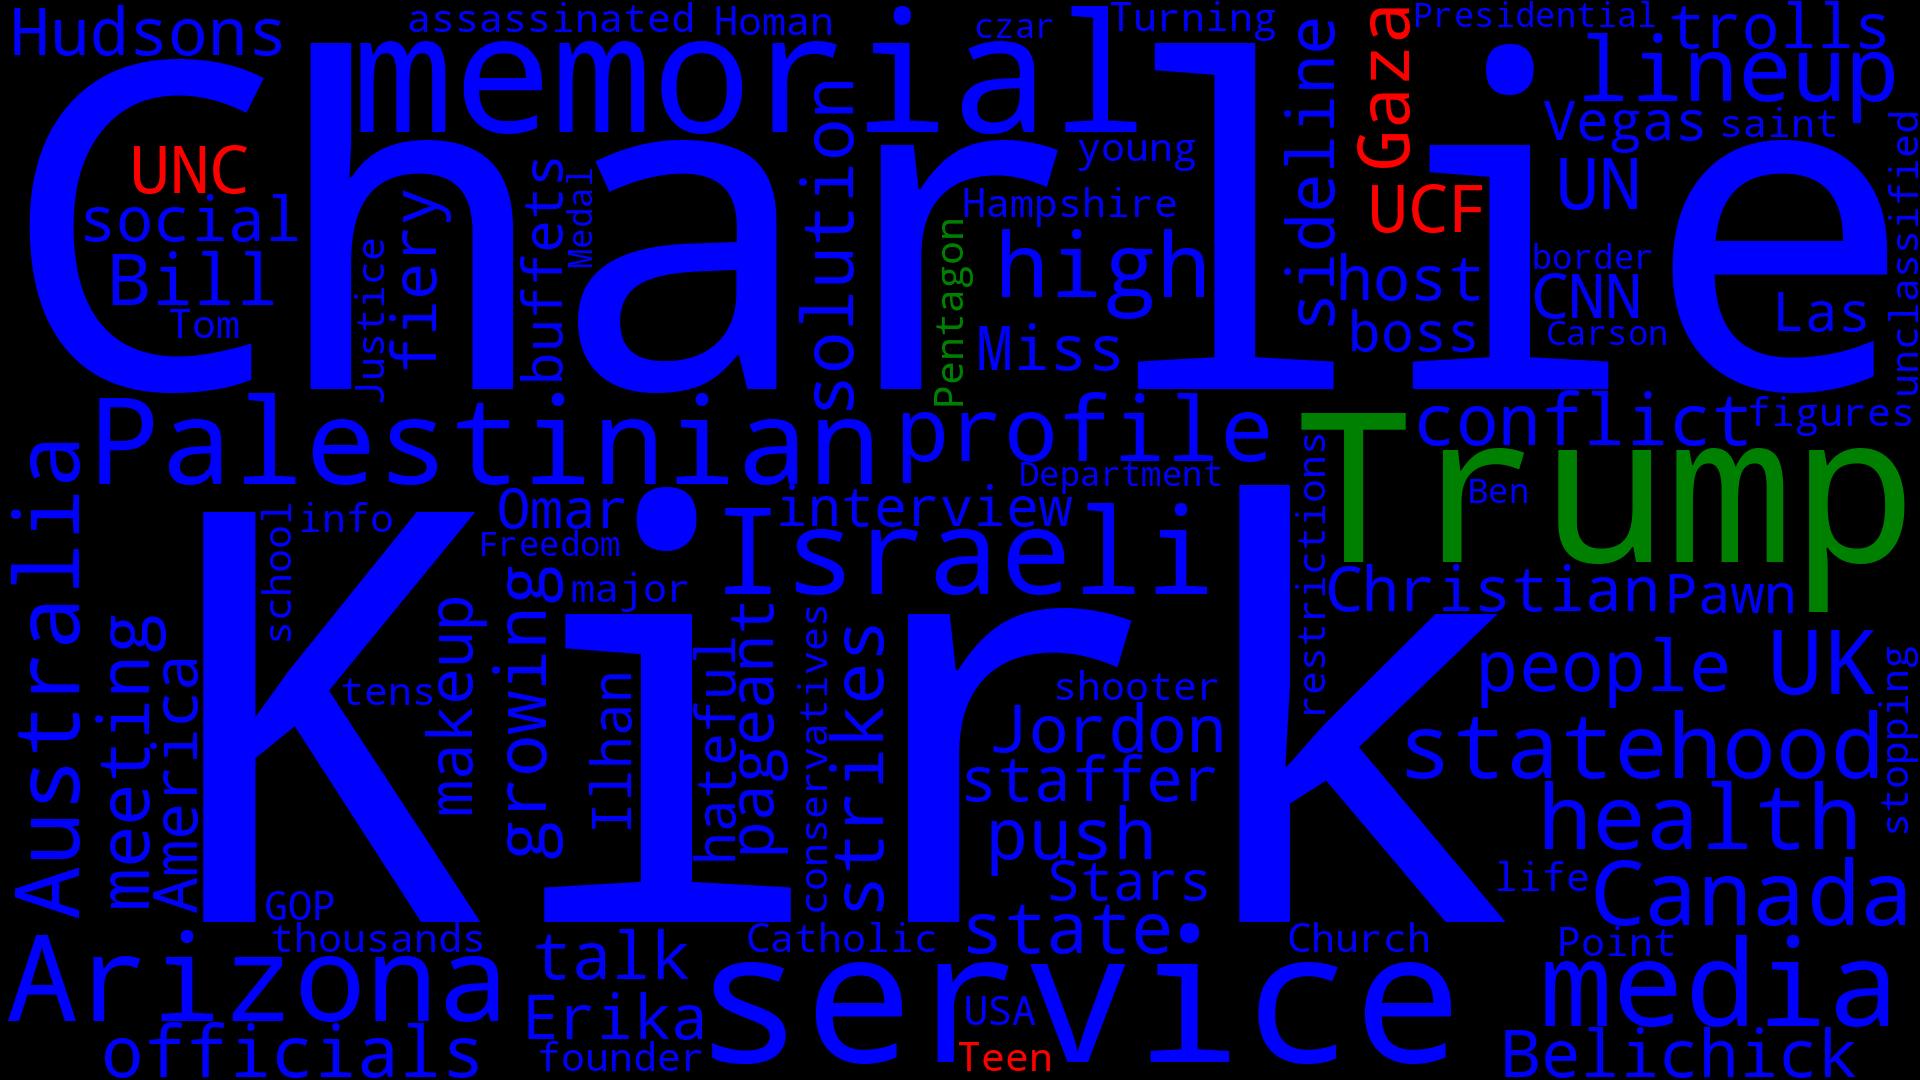 Hudsons
assassinated
Homan
czar
Turning
Presidential
trolls
memorial
Charlie
sideline
Gaza
lineup
Vegas
saint
UNC
solution
young
UN
UCF
unclassified
social
fiery
buffets
Medal
Hampshire
Pentagon
high
host
border
CNN
Bill
Tom
Justice
Miss
boss
Carson
Las
Palestinian
profile
conflict
figures
Trump
Department
Ben
restrictions
Australia
school
info
Omar
interview
Freedom
Israeli
major
Christian
Pawn
Kirk
meeting
America
tens
makeup
growing
Ilhan
hateful
pageant
conservatives
strikes
shooter
Jordon
staffer
push
Stars
people
UK
stopping
statehood
health
life
Canada
GOP
thousands
Arizona
talk
Catholic
state
Church
Point
service
media
Erika
USA
officials
founder
Teen
Belichick